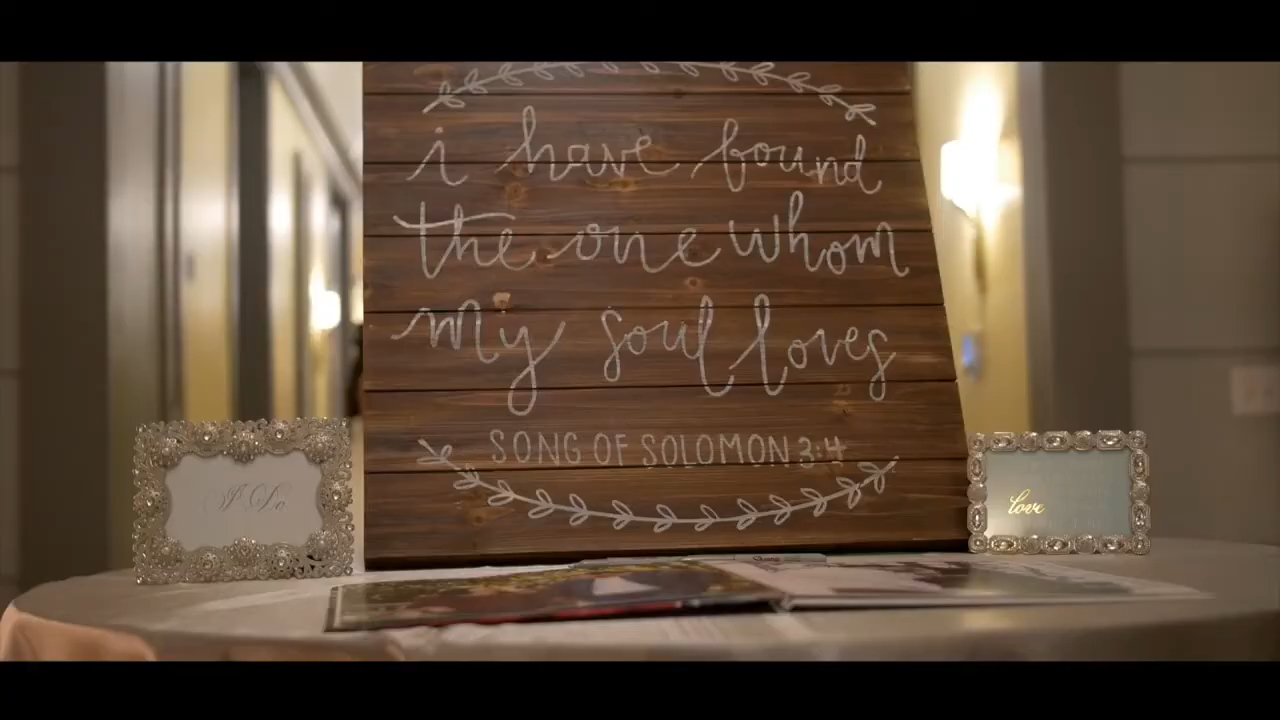 i have found
the one whom
my soul loves
SONG OF SOLOMON 3:4
I Do
love